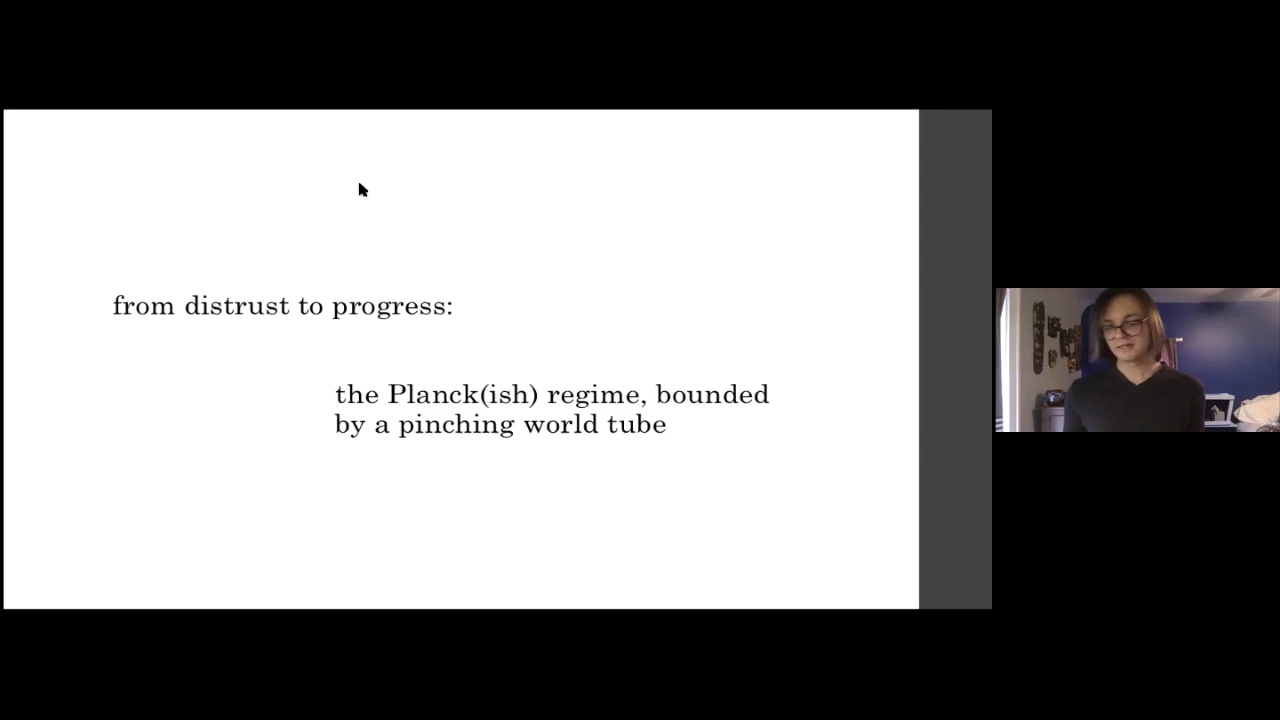 from distrust to progress:
the Planck(ish) regime, bounded
by a pinching world tube